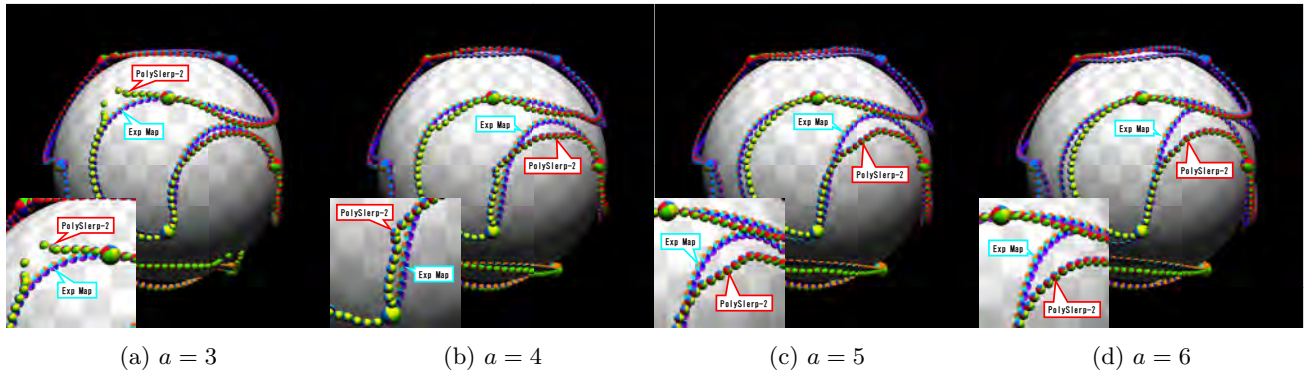 PolySlerp-2
Exp Map
PolySlerp-2
Exp Map
(a) a = 3
Exp Map
PolySlerp-2
PolySlerp-2
Exp Map
(b) a = 4
Exp Map
PolySlerp-2
Exp Map
PolySlerp-2
(c) a = 5
Exp Map
PolySlerp-2
Exp Map
PolySlerp-2
(d) a = 6